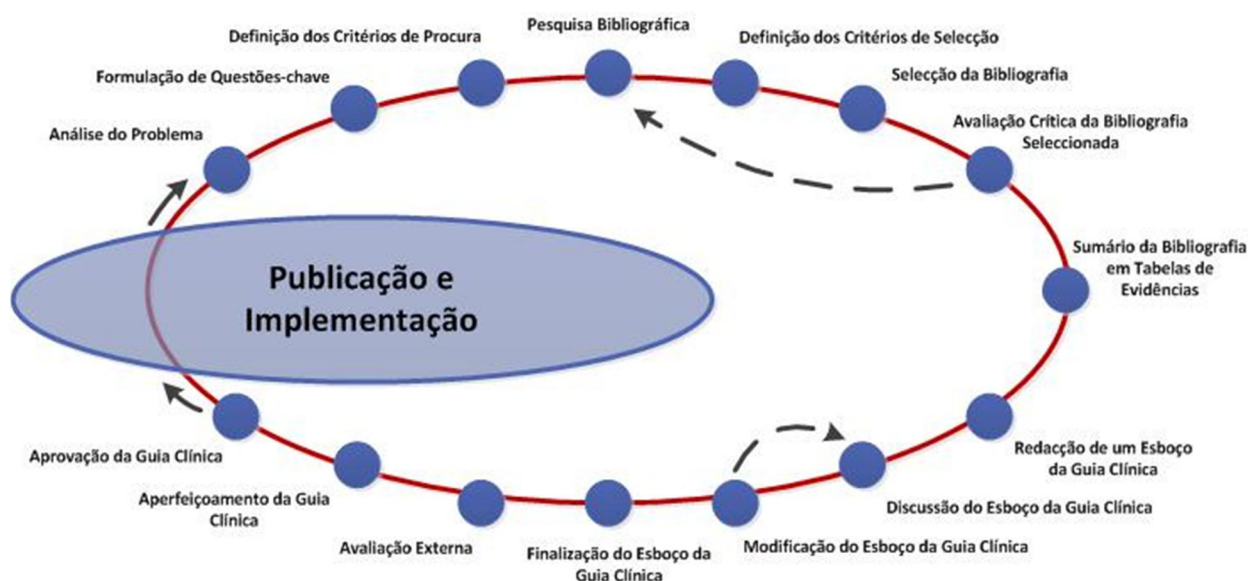 Pesquisa Bibliográfica
Definição dos Critérios de Procura
Definição dos Critérios de Selecção
Formulação de Questões-chave
Selecção da Bibliografia
Análise do Problema
Avaliação Crítica da Bibliografia
Seleccionada
Sumário da Bibliografia
em Tabelas de
Evidências
Publicação e
Implementação
Redacção de um Esboço
da Guia Clínica
Discussão do Esboço da Guia Clínica
Modificação do Esboço da Guia Clínica
Finalização do Esboço da
Guia Clínica
Avaliação Externa
Aperfeiçoamento da Guia
Clínica
Aprovação da Guia Clínica